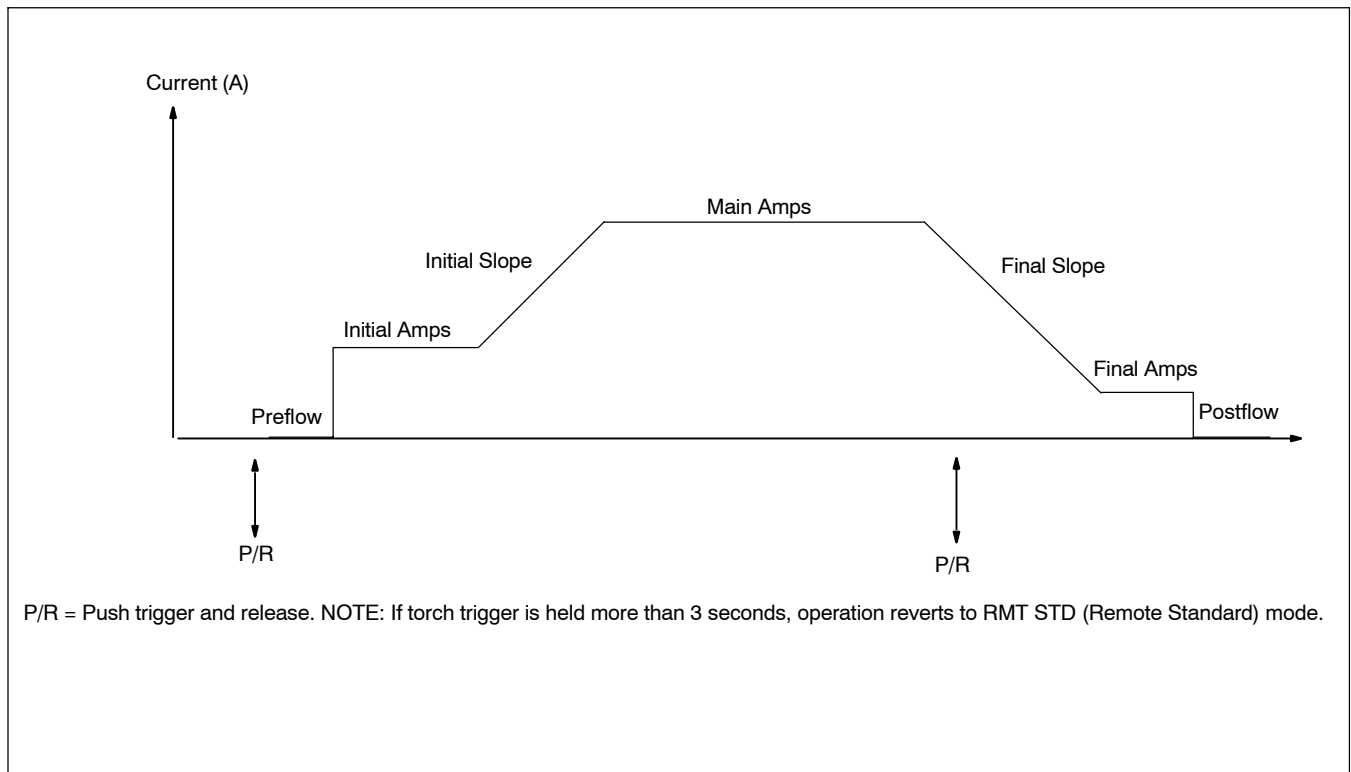 Current (A)
Main Amps
Initial Slope
Final Slope
Initial Amps
Final Amps
Preflow
Postflow
P/R
P/R
P/R = Push trigger and release. NOTE: If torch trigger is held more than 3 seconds, operation reverts to RMT STD (Remote Standard) mode.